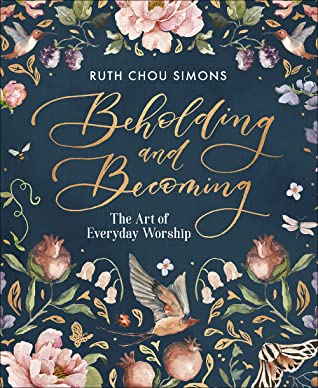 RUTH CHOU SIMONS
Beholding
and
Becoming
The Art of
Everyday Worship